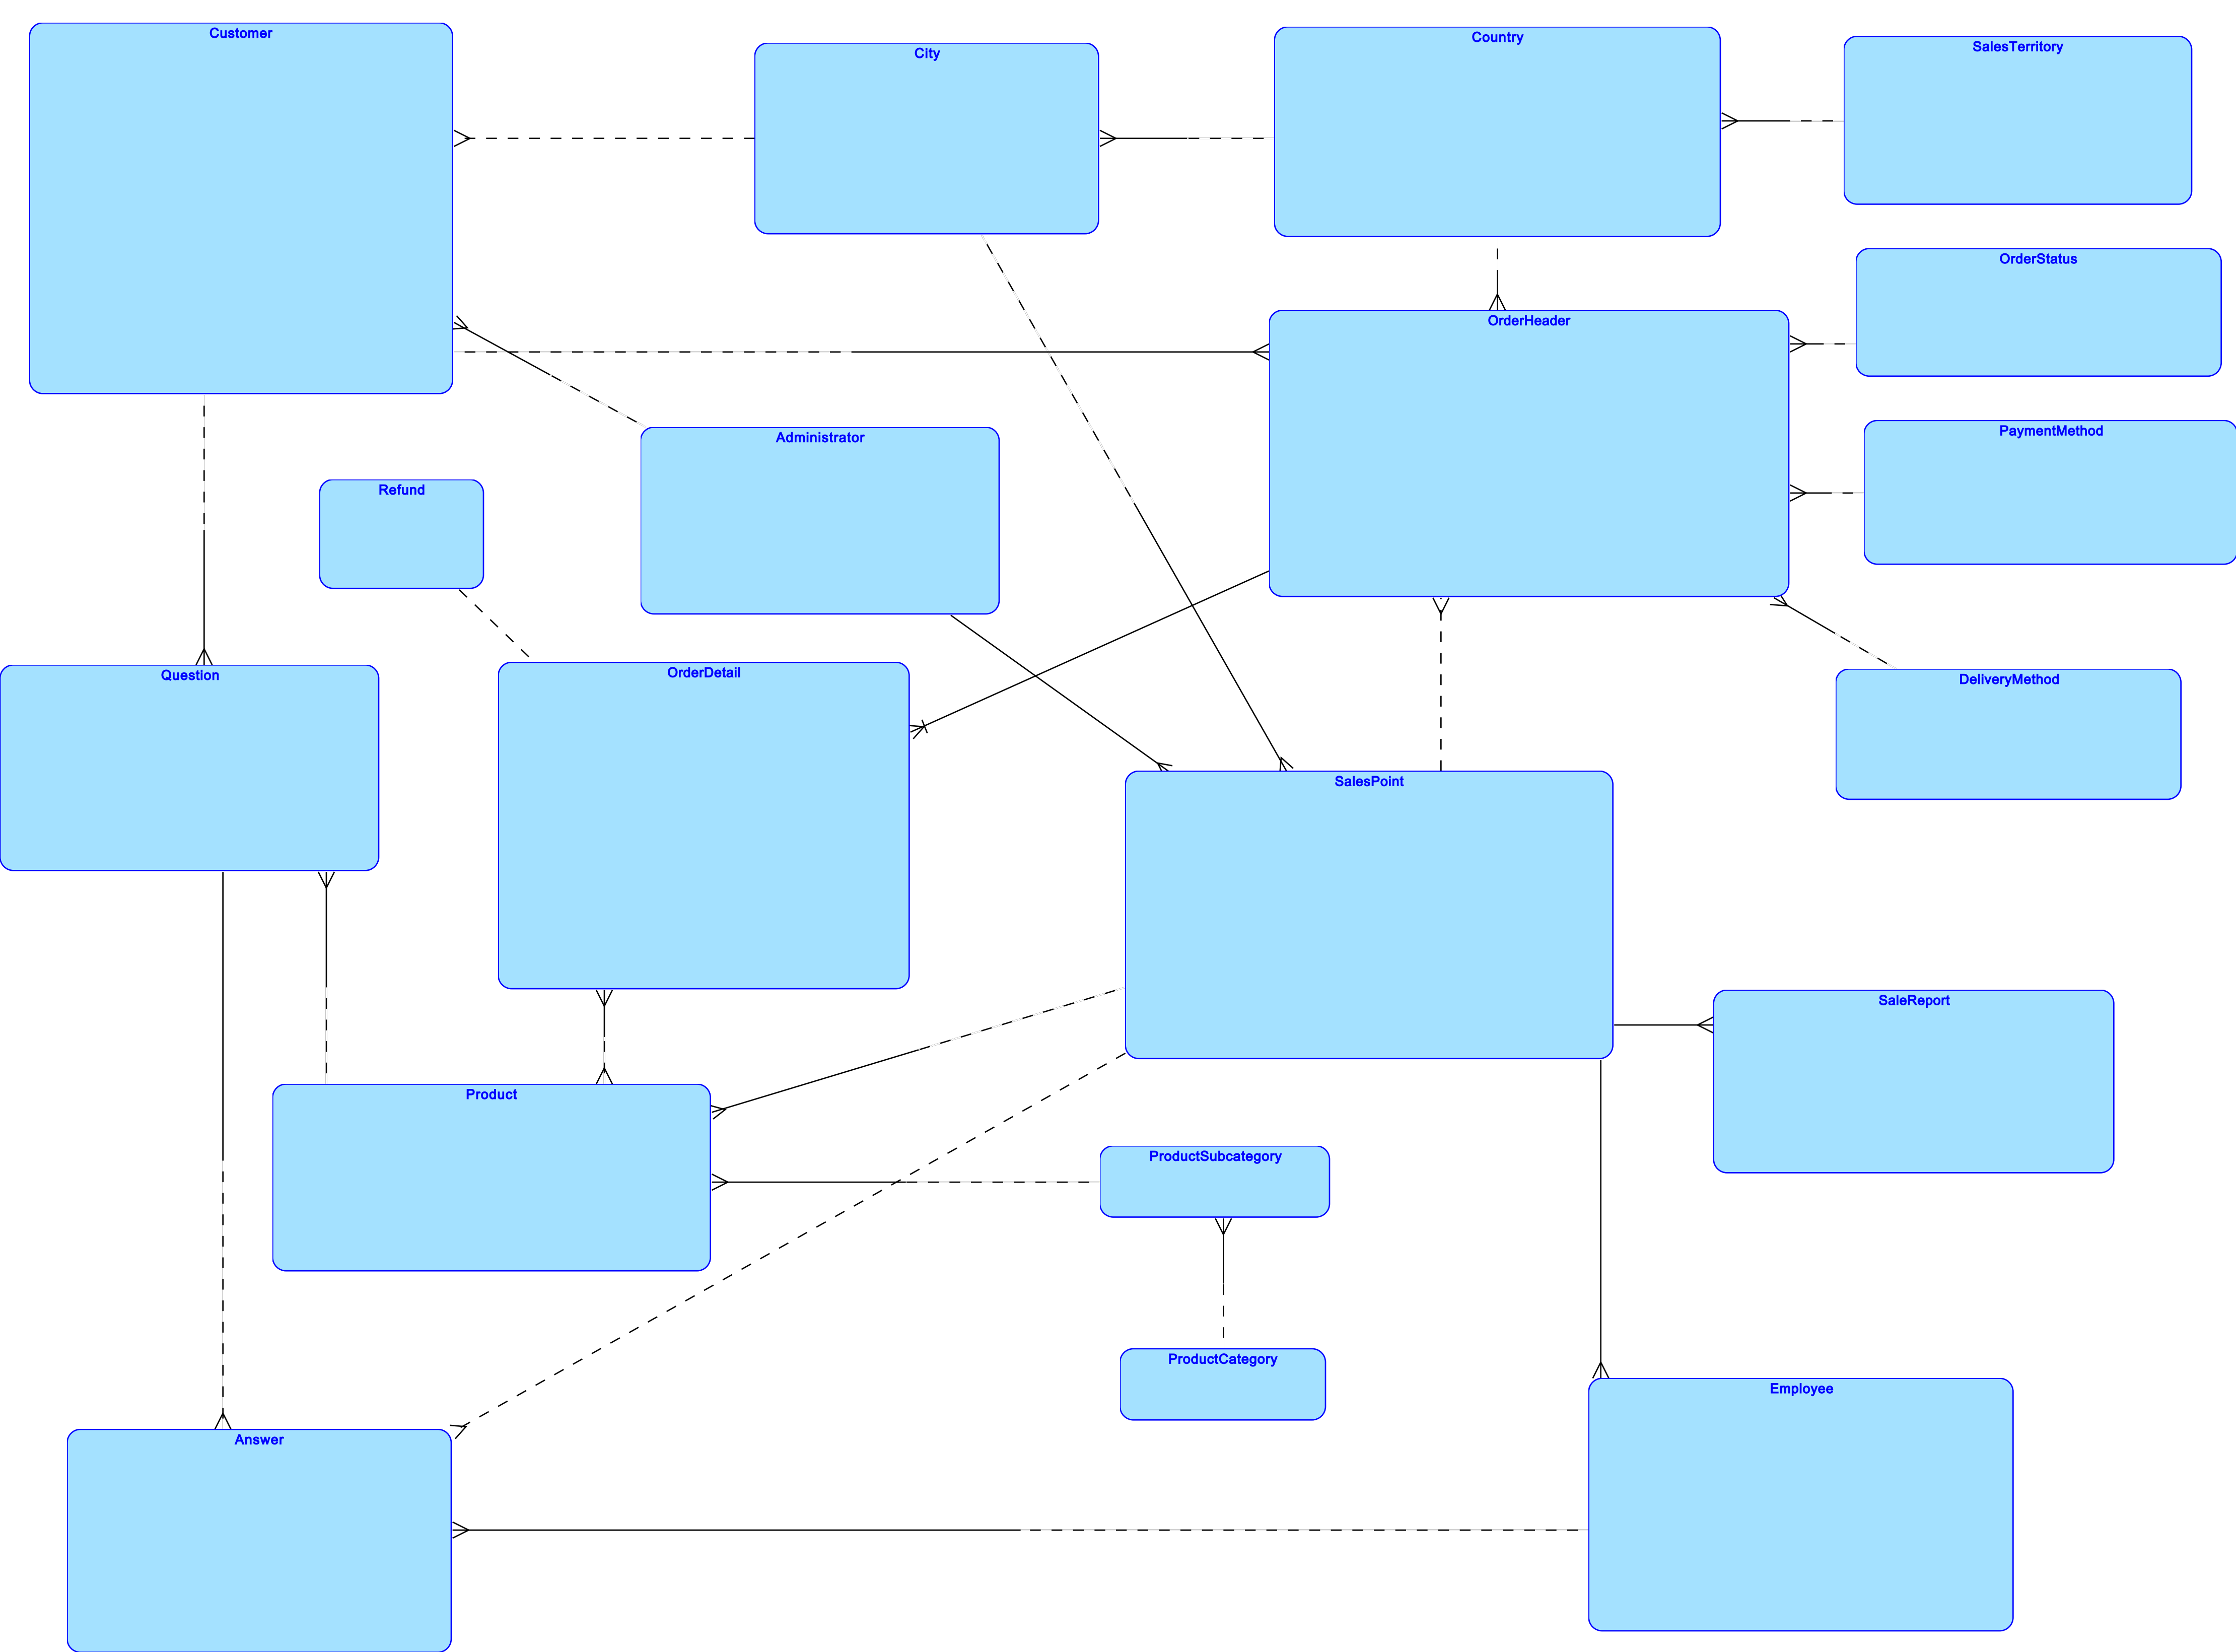 Customer
City
Country
SalesTerritory
OrderStatus
OrderHeader
PaymentMethod
Administrator
Refund
Question
OrderDetail
DeliveryMethod
SalesPoint
SaleReport
Product
ProductSubcategory
ProductCategory
Employee
Answer